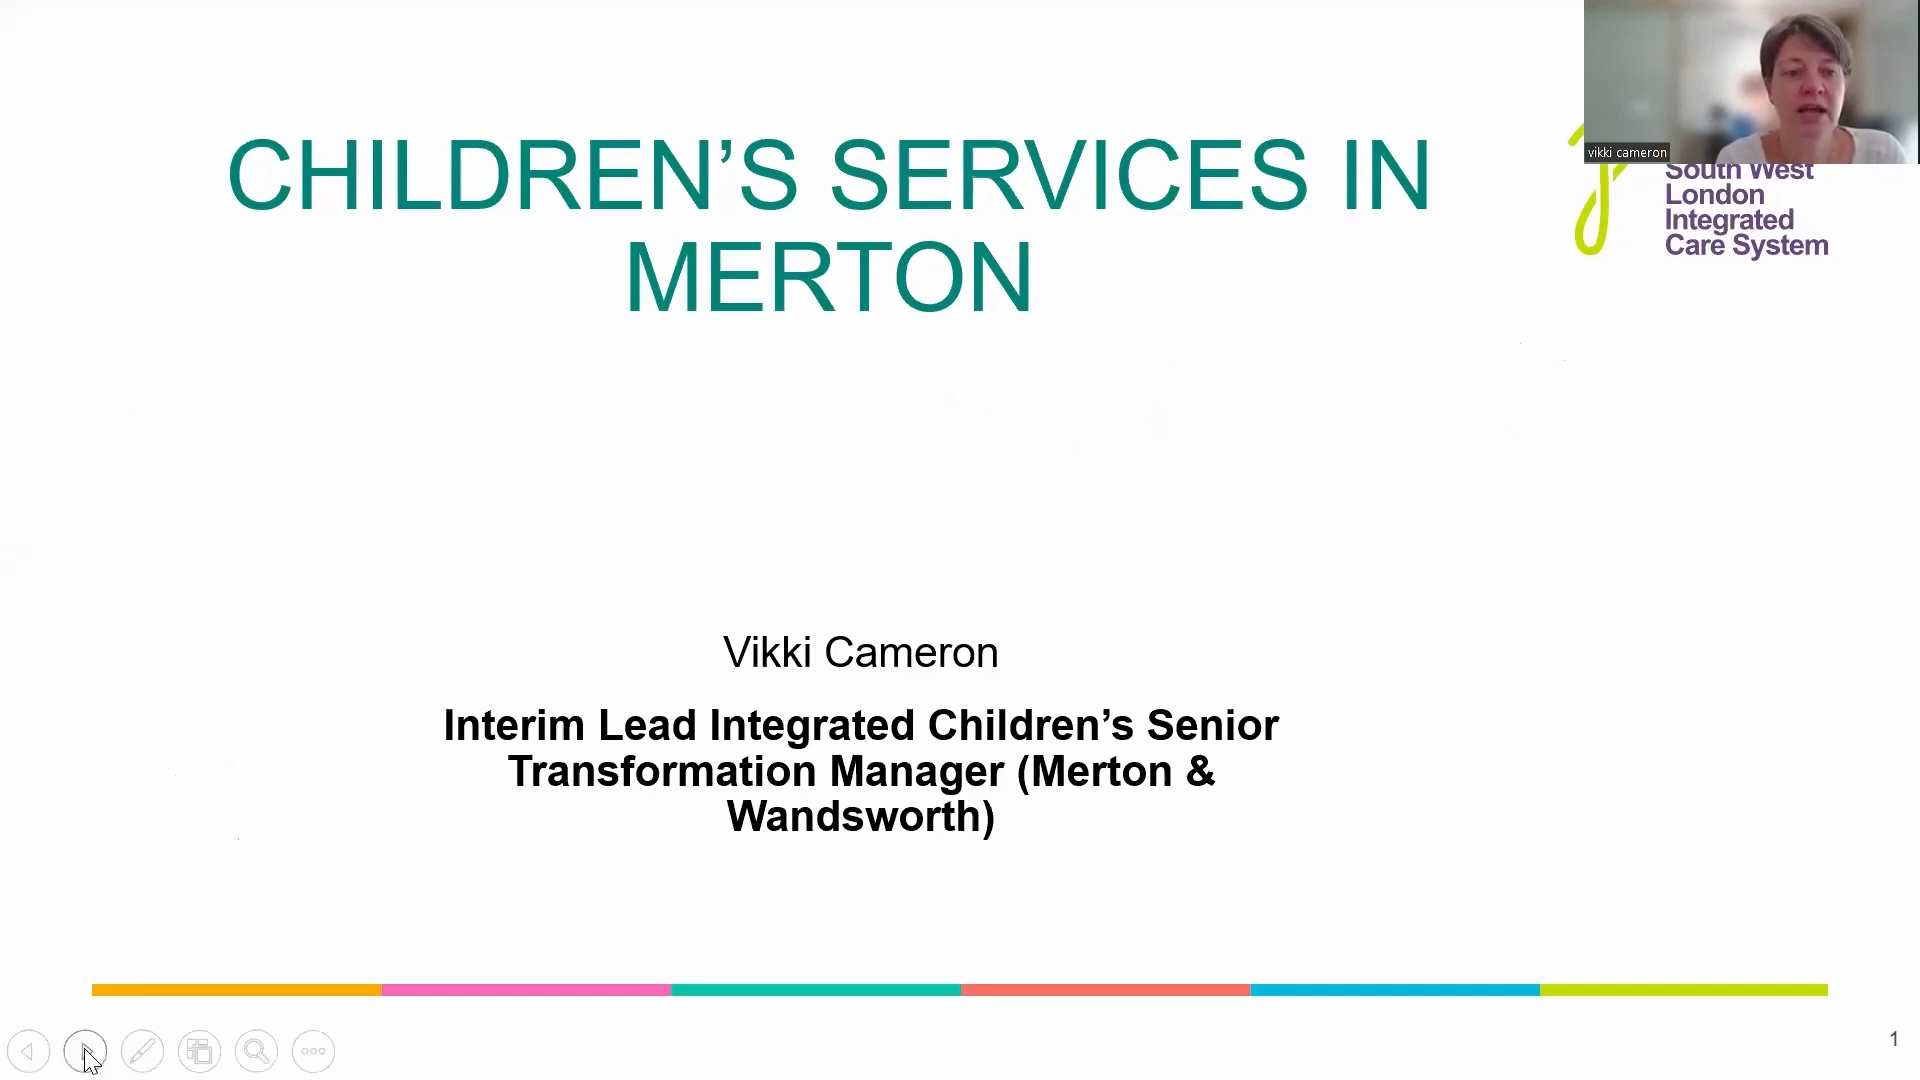 CHILDREN’S SERVICES IN
MERTON
vikki cameron
South West
London
Integrated
Care System
Vikki Cameron
Interim Lead Integrated Children’s Senior
Transformation Manager (Merton &
Wandsworth)
1